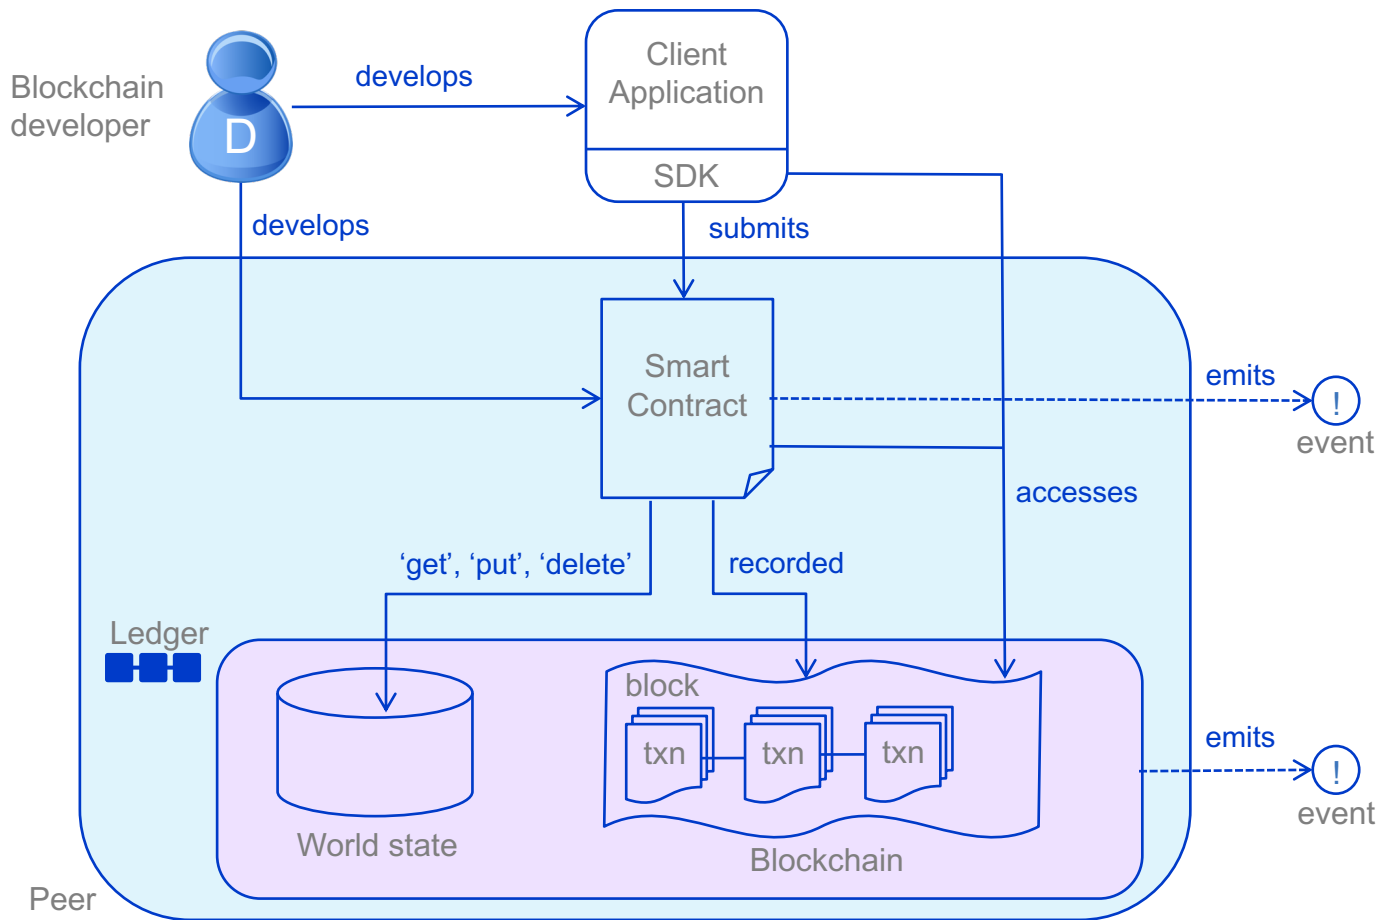 Client
Application
Blockchain
developer
develops
D
SDK
develops
submits
Smart
Contract
emits
!
event
accesses
‘get’, ‘put’, ‘delete’
recorded
Ledger
block
txn
txn
txn
emits
!
event
World state
Blockchain
Peer